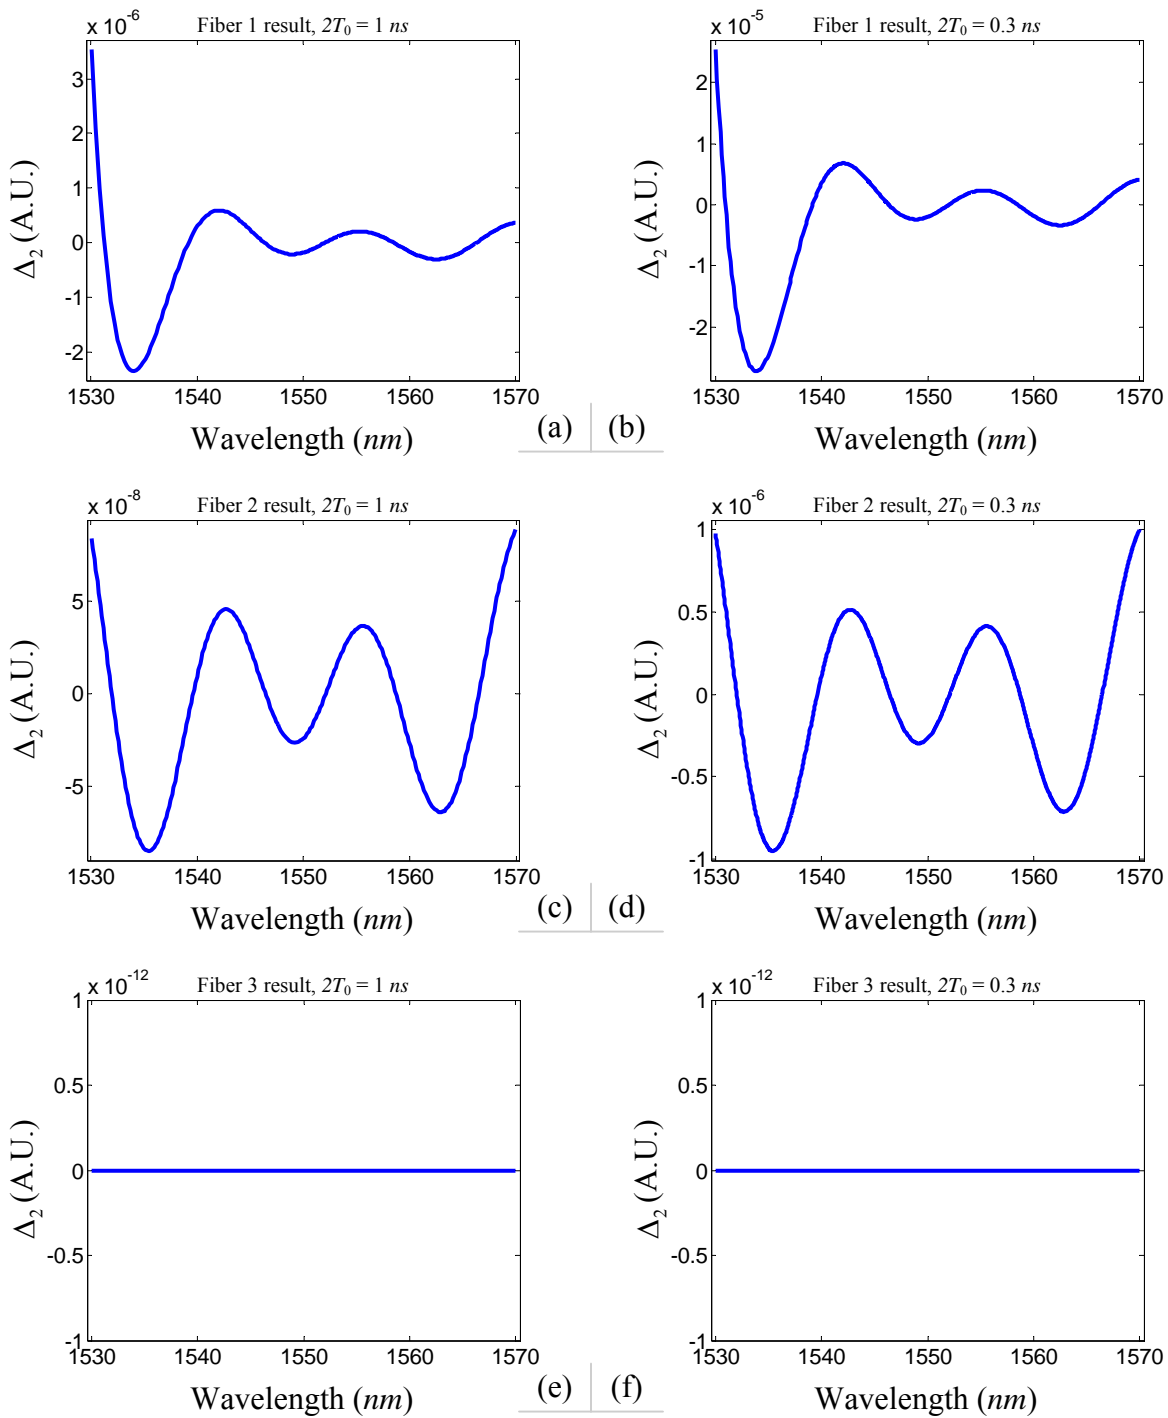 x 10^-6
Fiber 1 result, 2T₀ = 1 ns
3
2
1
0
-1
-2
Δ₂ (A.U.)
1530 1540 1550 1560 1570
Wavelength (nm)
(a)
x 10^-5
Fiber 1 result, 2T₀ = 0.3 ns
2
1
0
-1
-2
Δ₂ (A.U.)
1530 1540 1550 1560 1570
Wavelength (nm)
(b)
x 10^-8
Fiber 2 result, 2T₀ = 1 ns
5
0
-5
Δ₂ (A.U.)
1530 1540 1550 1560 1570
Wavelength (nm)
(c)
x 10^-6
Fiber 2 result, 2T₀ = 0.3 ns
1
0.5
0
-0.5
-1
Δ₂ (A.U.)
1530 1540 1550 1560 1570
Wavelength (nm)
(d)
x 10^-12
Fiber 3 result, 2T₀ = 1 ns
1
0.5
0
-0.5
-1
Δ₂ (A.U.)
1530 1540 1550 1560 1570
Wavelength (nm)
(e)
x 10^-12
Fiber 3 result, 2T₀ = 0.3 ns
1
0.5
0
-0.5
-1
Δ₂ (A.U.)
1530 1540 1550 1560 1570
Wavelength (nm)
(f)